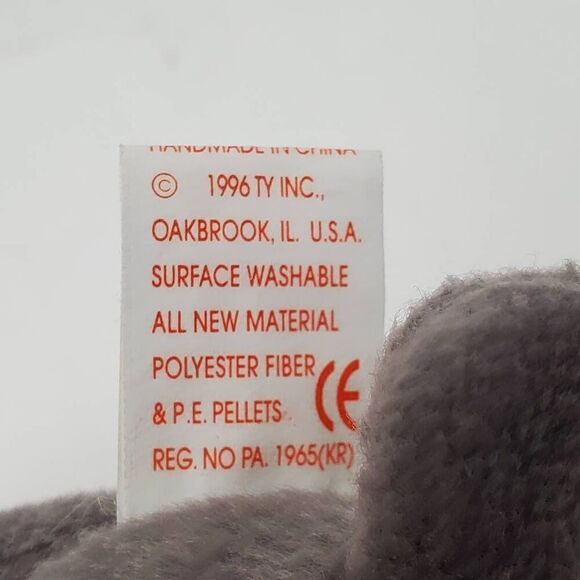 HANDMADE IN CHINA
© 1996 TY INC.,
OAKBROOK, IL. U.S.A.
SURFACE WASHABLE
ALL NEW MATERIAL
POLYESTER FIBER
& P.E. PELLETS CE
REG. NO PA. 1965(KR)